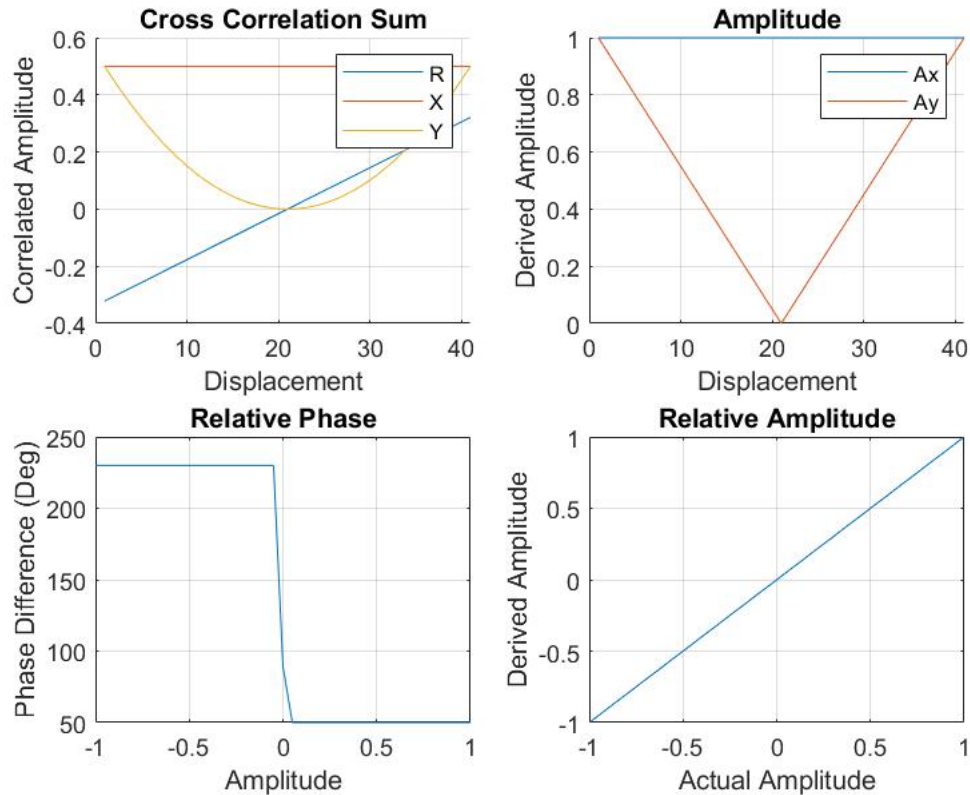 Cross Correlation Sum
Correlated Amplitude
0.6
0.4
0.2
0
-0.2
-0.4
R
X
Y
0 10 20 30 40
Displacement
Amplitude
Derived Amplitude
1
0.8
0.6
0.4
0.2
0
Ax
Ay
0 10 20 30 40
Displacement
Relative Phase
Phase Difference (Deg)
250
200
150
100
50
-1 -0.5 0 0.5 1
Amplitude
Relative Amplitude
Derived Amplitude
1
0.5
0
-0.5
-1
-1 -0.5 0 0.5 1
Actual Amplitude